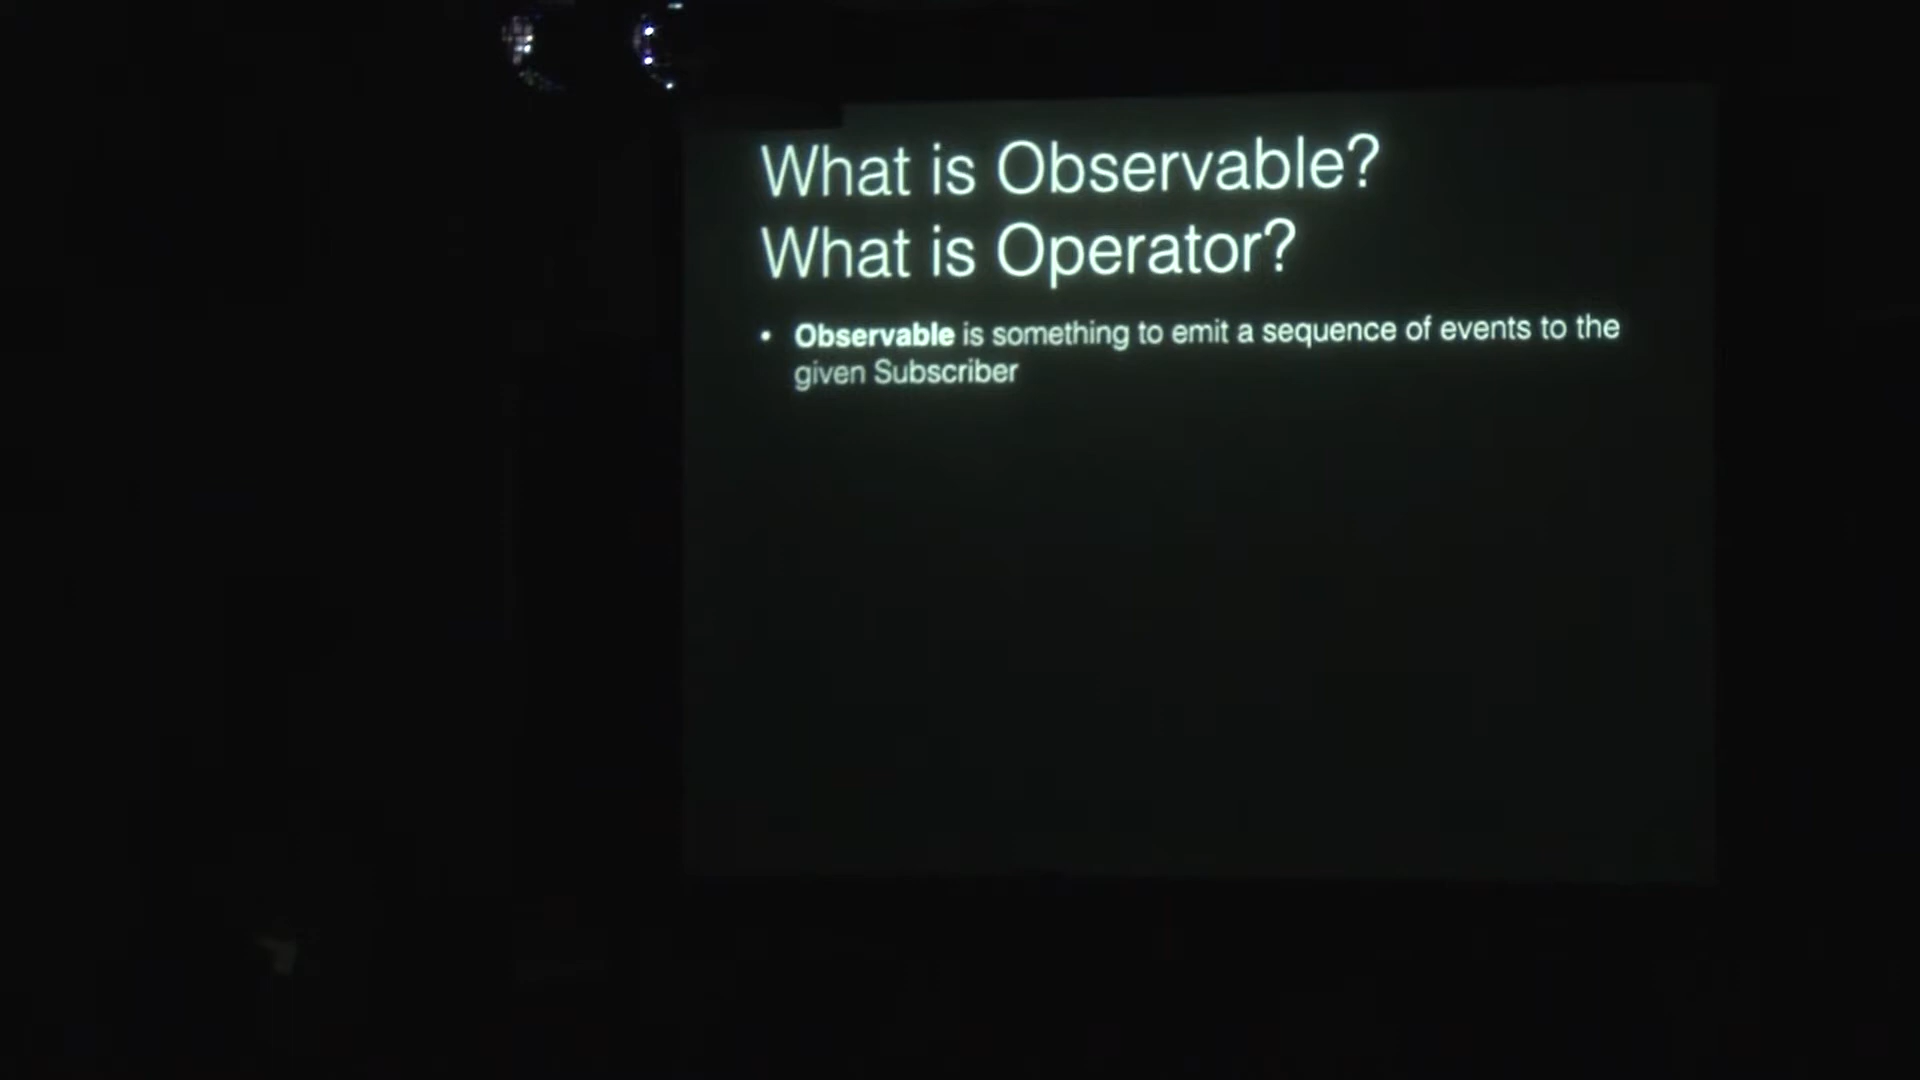 What is Observable?
What is Operator?
• Observable is something to emit a sequence of events to the
given Subscriber